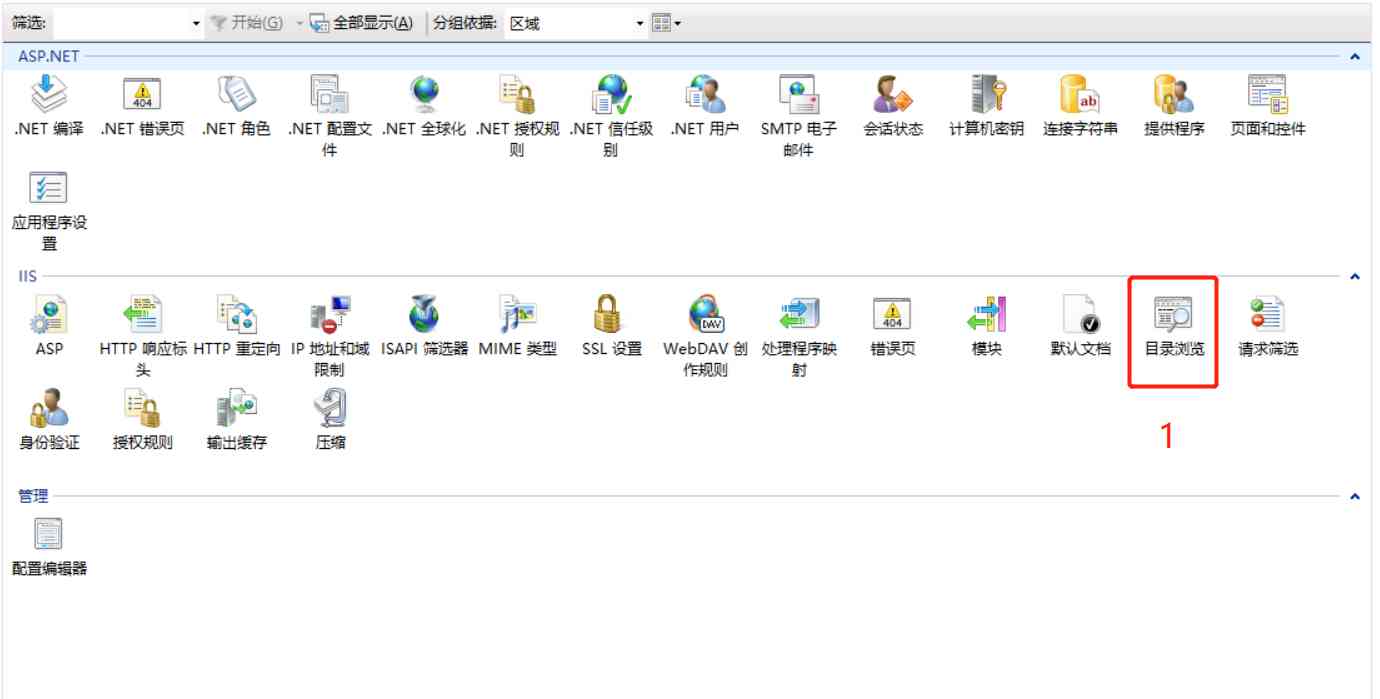 筛选: 开始(G) 全部显示(A) 分组依据: 区域
ASP.NET
404
.NET 编译 .NET 错误页 .NET 角色 .NET 配置文件 .NET 全球化 .NET 授权规则 .NET 信任级别 .NET 用户 SMTP 电子邮件 会话状态 计算机密钥 ab 连接字符串 提供程序 页面和控件
应用程序设置
IIS
DAV 404
ASP HTTP 响应标头 HTTP 重定向 IP 地址和域限制 ISAPI 筛选器 MIME 类型 SSL 设置 WebDAV 创作规则 处理程序映射 错误页 模块 默认文档 目录浏览 请求筛选
身份验证 授权规则 输出缓存 压缩
1
管理
配置编辑器